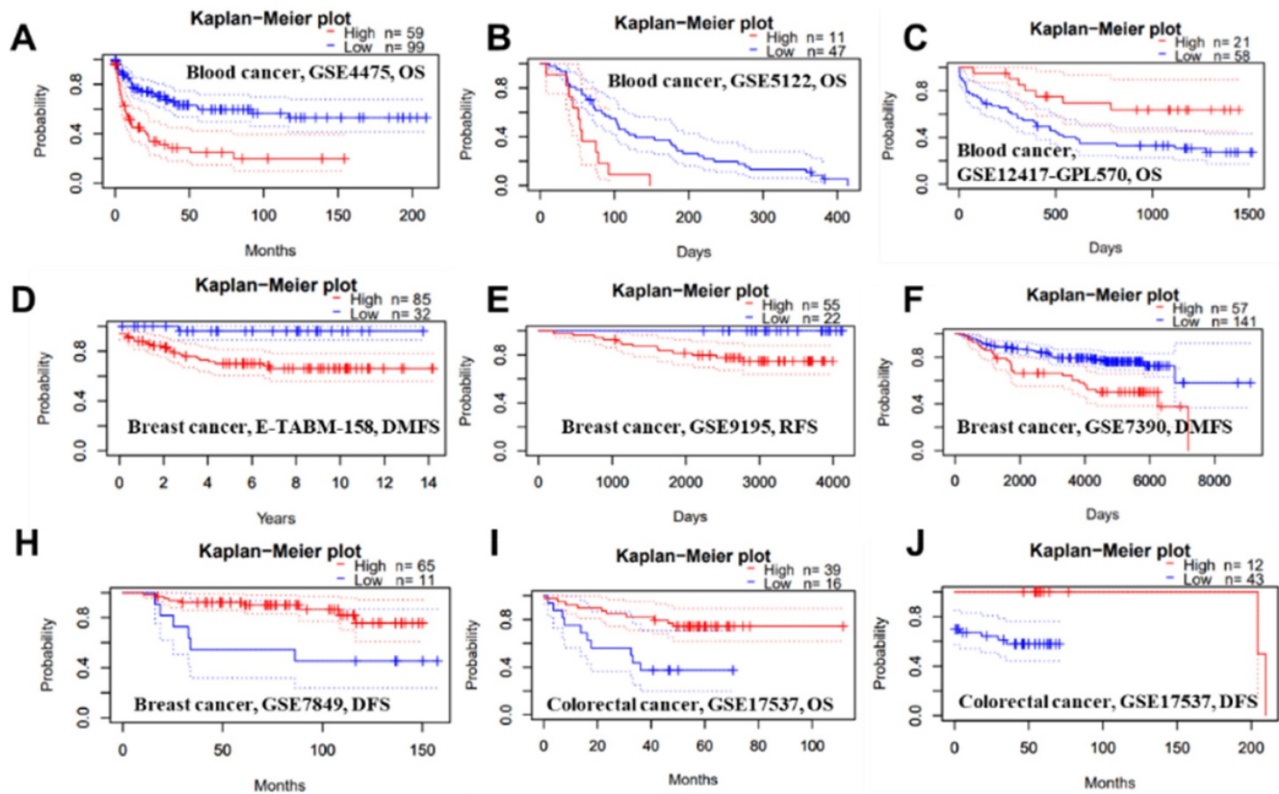 A
Kaplan−Meier plot
High n= 59
Low n= 99
Blood cancer, GSE4475, OS
Probability
0.8
0.4
0.0
0 50 100 150 200
Months
B
Kaplan−Meier plot
High n= 11
Low n= 47
Blood cancer, GSE5122, OS
Probability
0.8
0.4
0.0
0 100 200 300 400
Days
C
Kaplan−Meier plot
High n= 21
Low n= 58
Blood cancer,
GSE12417-GPL570, OS
Probability
0.8
0.4
0.0
0 500 1000 1500
Days
D
Kaplan−Meier plot
High n= 85
Low n= 32
Breast cancer, E-TABM-158, DMFS
Probability
0.8
0.4
0.0
0 2 4 6 8 10 12 14
Years
E
Kaplan−Meier plot
High n= 55
Low n= 22
Breast cancer, GSE9195, RFS
Probability
0.8
0.4
0.0
0 1000 2000 3000 4000
Days
F
Kaplan−Meier plot
High n= 57
Low n= 141
Breast cancer, GSE7390, DMFS
Probability
0.8
0.4
0.0
0 2000 4000 6000 8000
Days
H
Kaplan−Meier plot
High n= 65
Low n= 11
Breast cancer, GSE7849, DFS
Probability
0.8
0.4
0.0
0 50 100 150
Months
I
Kaplan−Meier plot
High n= 39
Low n= 16
Colorectal cancer, GSE17537, OS
Probability
0.8
0.4
0.0
0 20 40 60 80 100
Months
J
Kaplan−Meier plot
High n= 12
Low n= 43
Colorectal cancer, GSE17537, DFS
Probability
0.8
0.4
0.0
0 50 100 150 200
Months